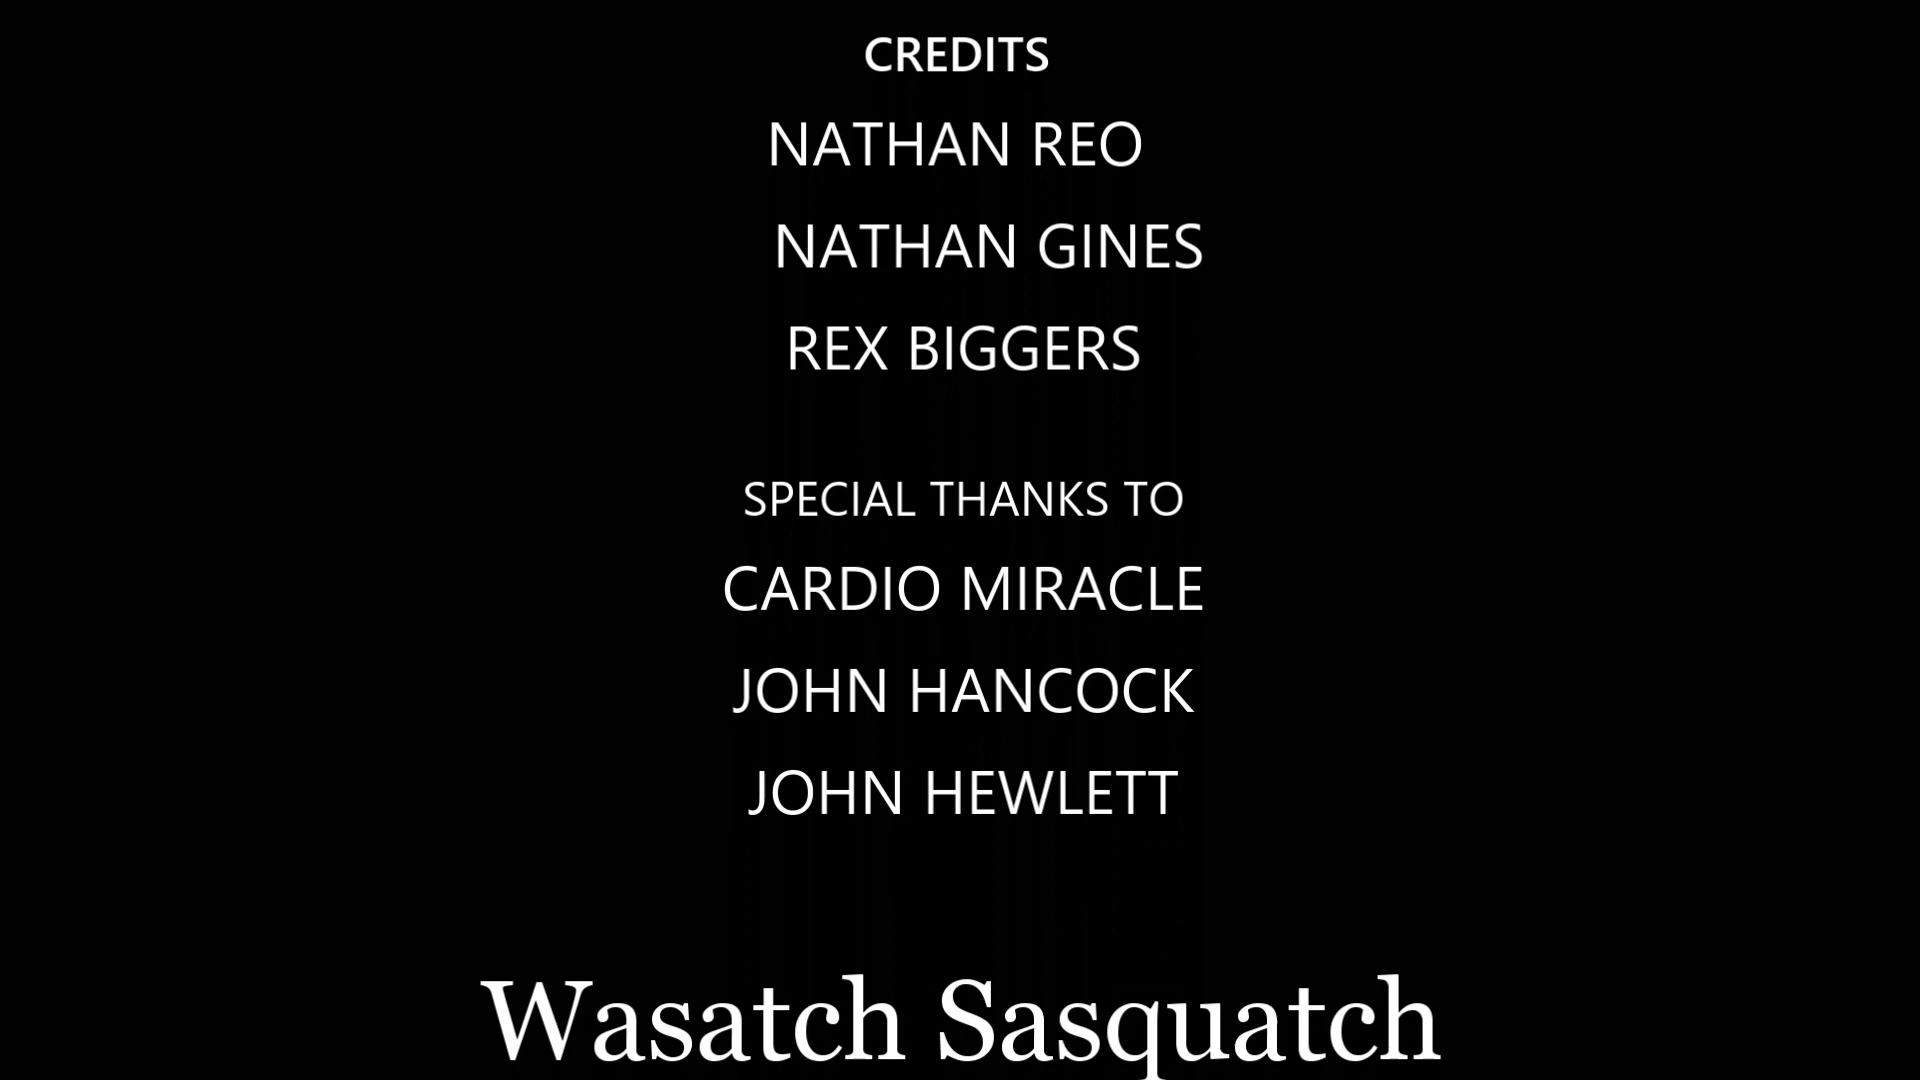 CREDITS
NATHAN REO
NATHAN GINES
REX BIGGERS
SPECIAL THANKS TO
CARDIO MIRACLE
JOHN HANCOCK
JOHN HEWLETT
Wasatch Sasquatch